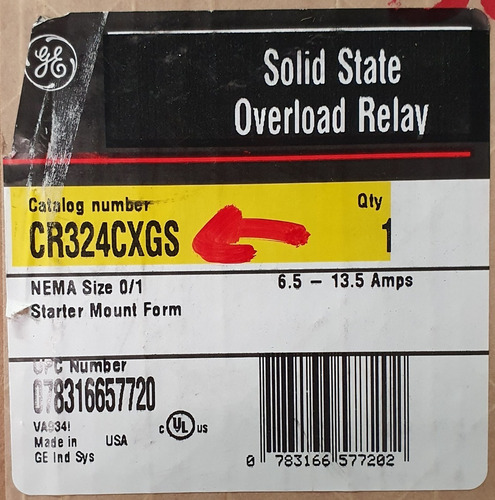 GE
Solid State
Overload Relay
Catalog number
Qty
CR324CXGS
1
NEMA Size 0/1
6.5 – 13.5 Amps
Starter Mount Form
UPC Number
078316657720
VA934I
Made in USA
GE Ind Sys
c UL us
0 783166 577202